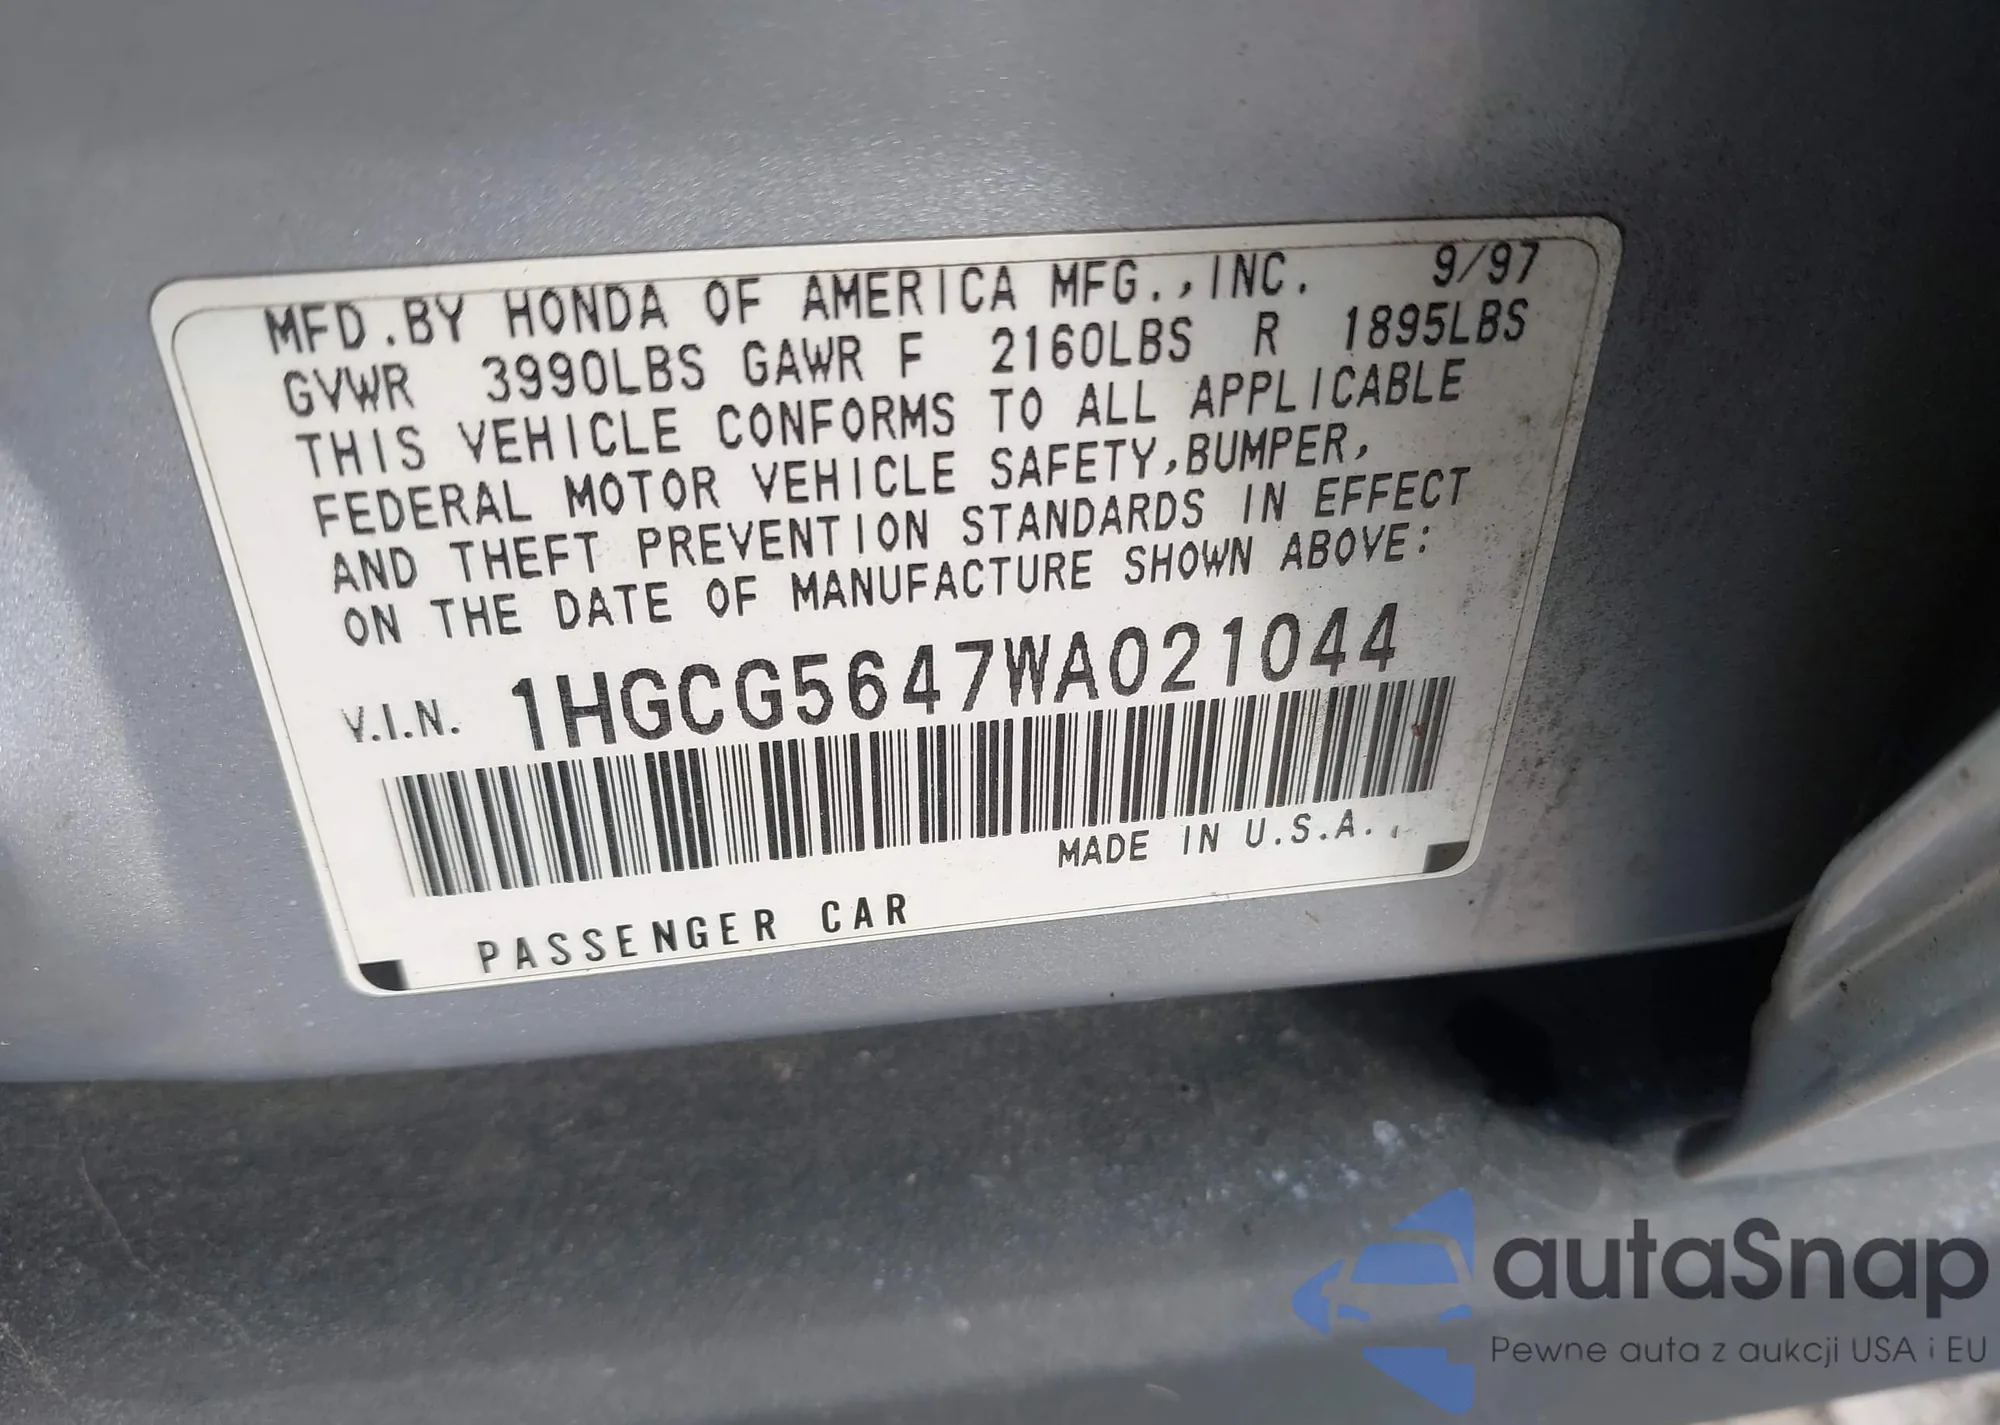 MFD.BY HONDA OF AMERICA MFG.,INC. 9/97
GVWR 3990LBS GAWR F 2160LBS R 1895LBS
THIS VEHICLE CONFORMS TO ALL APPLICABLE
FEDERAL MOTOR VEHICLE SAFETY,BUMPER,
AND THEFT PREVENTION STANDARDS IN EFFECT
ON THE DATE OF MANUFACTURE SHOWN ABOVE:
V.I.N. 1HGCG5647WA021044
MADE IN U.S.A.
PASSENGER CAR
autaSnap
Pewne auta z aukcji USA i EU